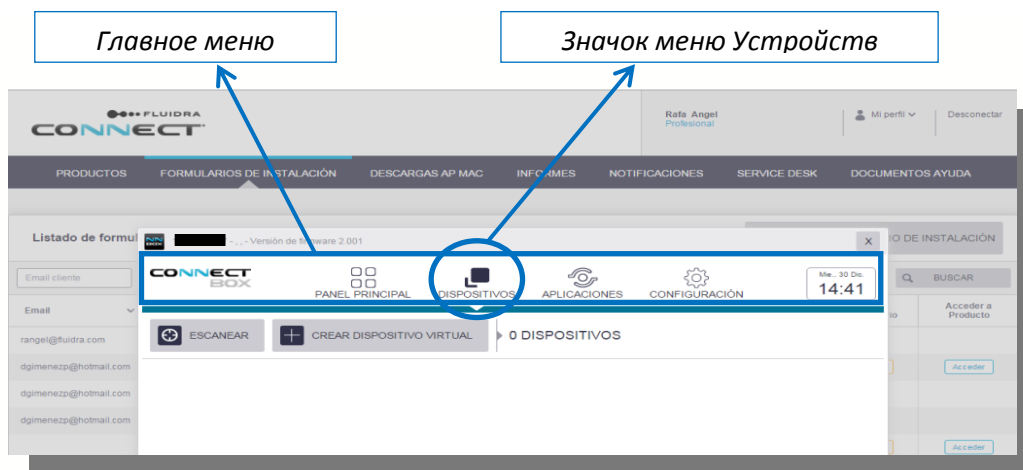 Главное меню
Значок меню Устройств
FLUIDRA
CONNECT
Rafa Angel
Profesional
Mi perfil
Desconectar
PRODUCTOS FORMULARIOS DE INSTALACIÓN DESCARGAS AP MAC INFORMES NOTIFICACIONES SERVICE DESK DOCUMENTOS AYUDA
Listado de formul
IO DE INSTALACIÓN
- , , - Versión de firmware 2.001
X
CONNECT
BOX
PANEL PRINCIPAL DISPOSITIVOS APLICACIONES CONFIGURACIÓN
Mie., 30 Dic.
14:41
Email cliente
BUSCAR
Email
io
Acceder a
Producto
ESCANEAR CREAR DISPOSITIVO VIRTUAL 0 DISPOSITIVOS
rangel@fluidra.com
dgimenezp@hotmail.com
Acceder
dgimenezp@hotmail.com
dgimenezp@hotmail.com
Acceder